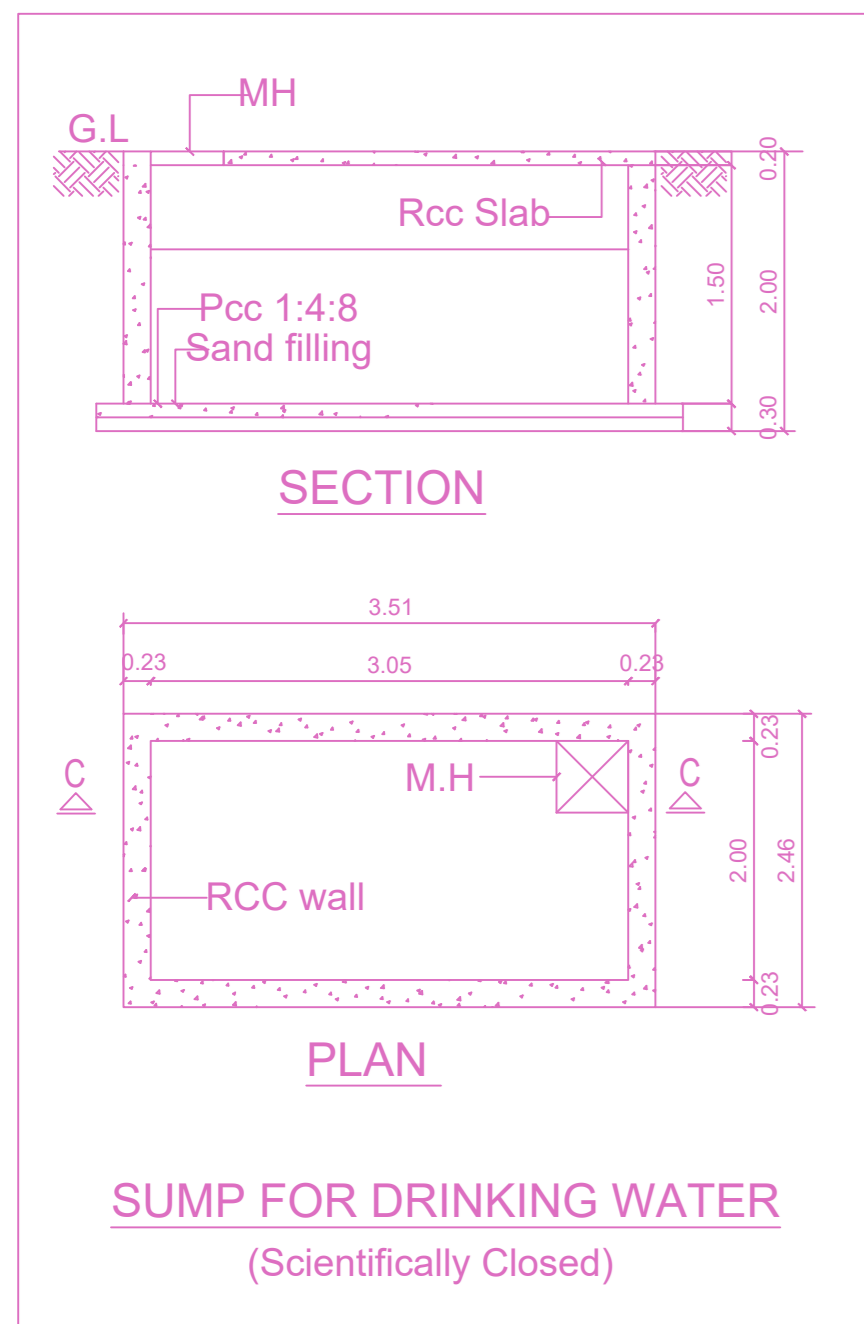 MH
G.L
0.20
Rcc Slab
1.50
2.00
Pcc 1:4:8
Sand filling
0.30
SECTION
3.51
0.23
3.05
0.23
0.23
C
M.H
C
2.00
2.46
RCC wall
0.23
PLAN
SUMP FOR DRINKING WATER
(Scientifically Closed)